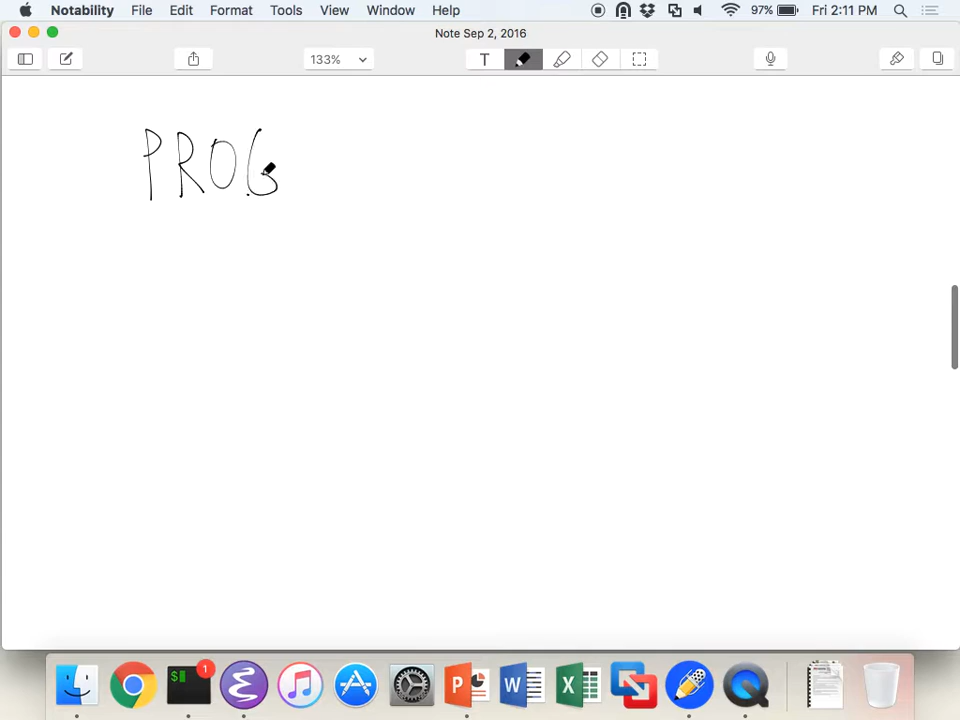 Notability File Edit Format Tools View Window Help 97% Fri 2:11 PM
Note Sep 2, 2016
133% T
PROG
$ 1 P W X